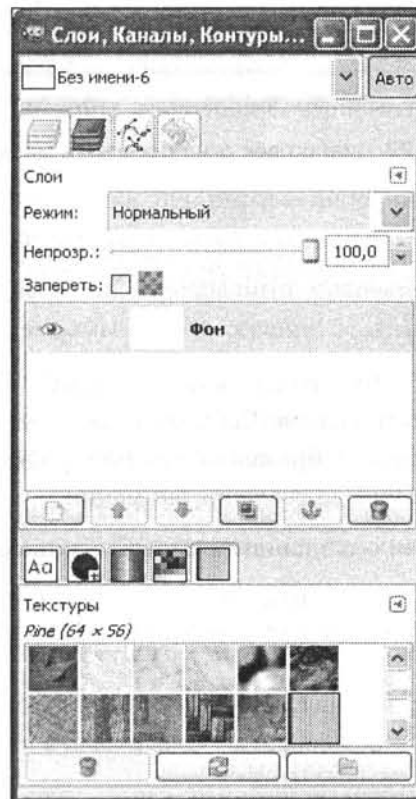 Слои, Каналы, Контуры...
Без имени-6
Авто
Слои
Режим: Нормальный
Непрозр.: 100,0
Запереть:
Фон
Aa
Текстуры
Pine (64 × 56)